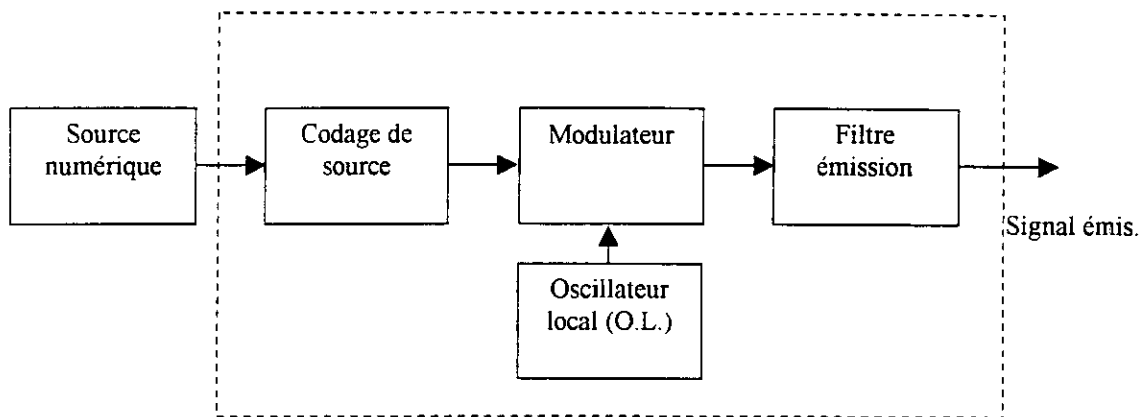 Source
numérique
Codage de
source
Modulateur
Filtre
émission
Signal émis.
Oscillateur
local (O.L.)